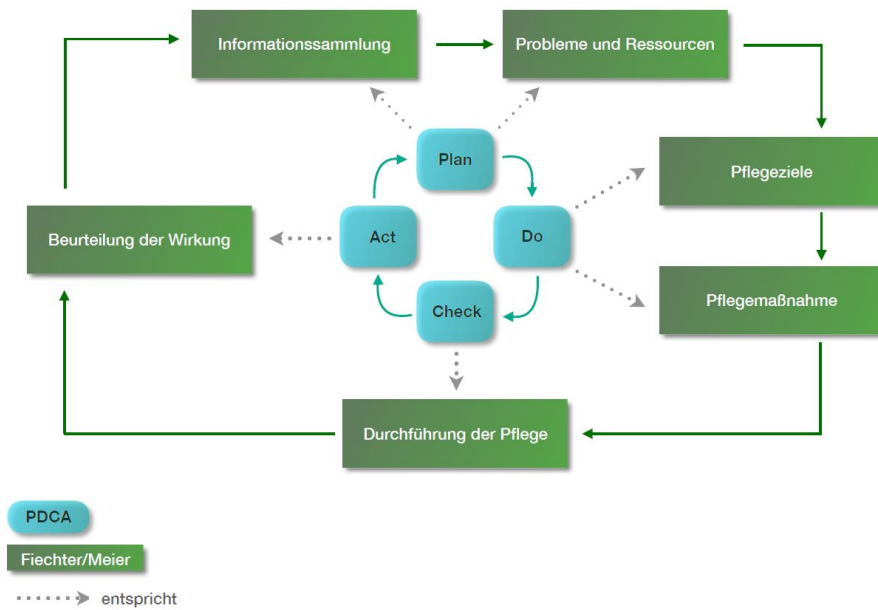 Informationssammlung
Probleme und Ressourcen
Plan
Pflegeziele
Beurteilung der Wirkung
Act
Do
Pflegemaßnahme
Check
Durchführung der Pflege
PDCA
Fiechter/Meier
entspricht